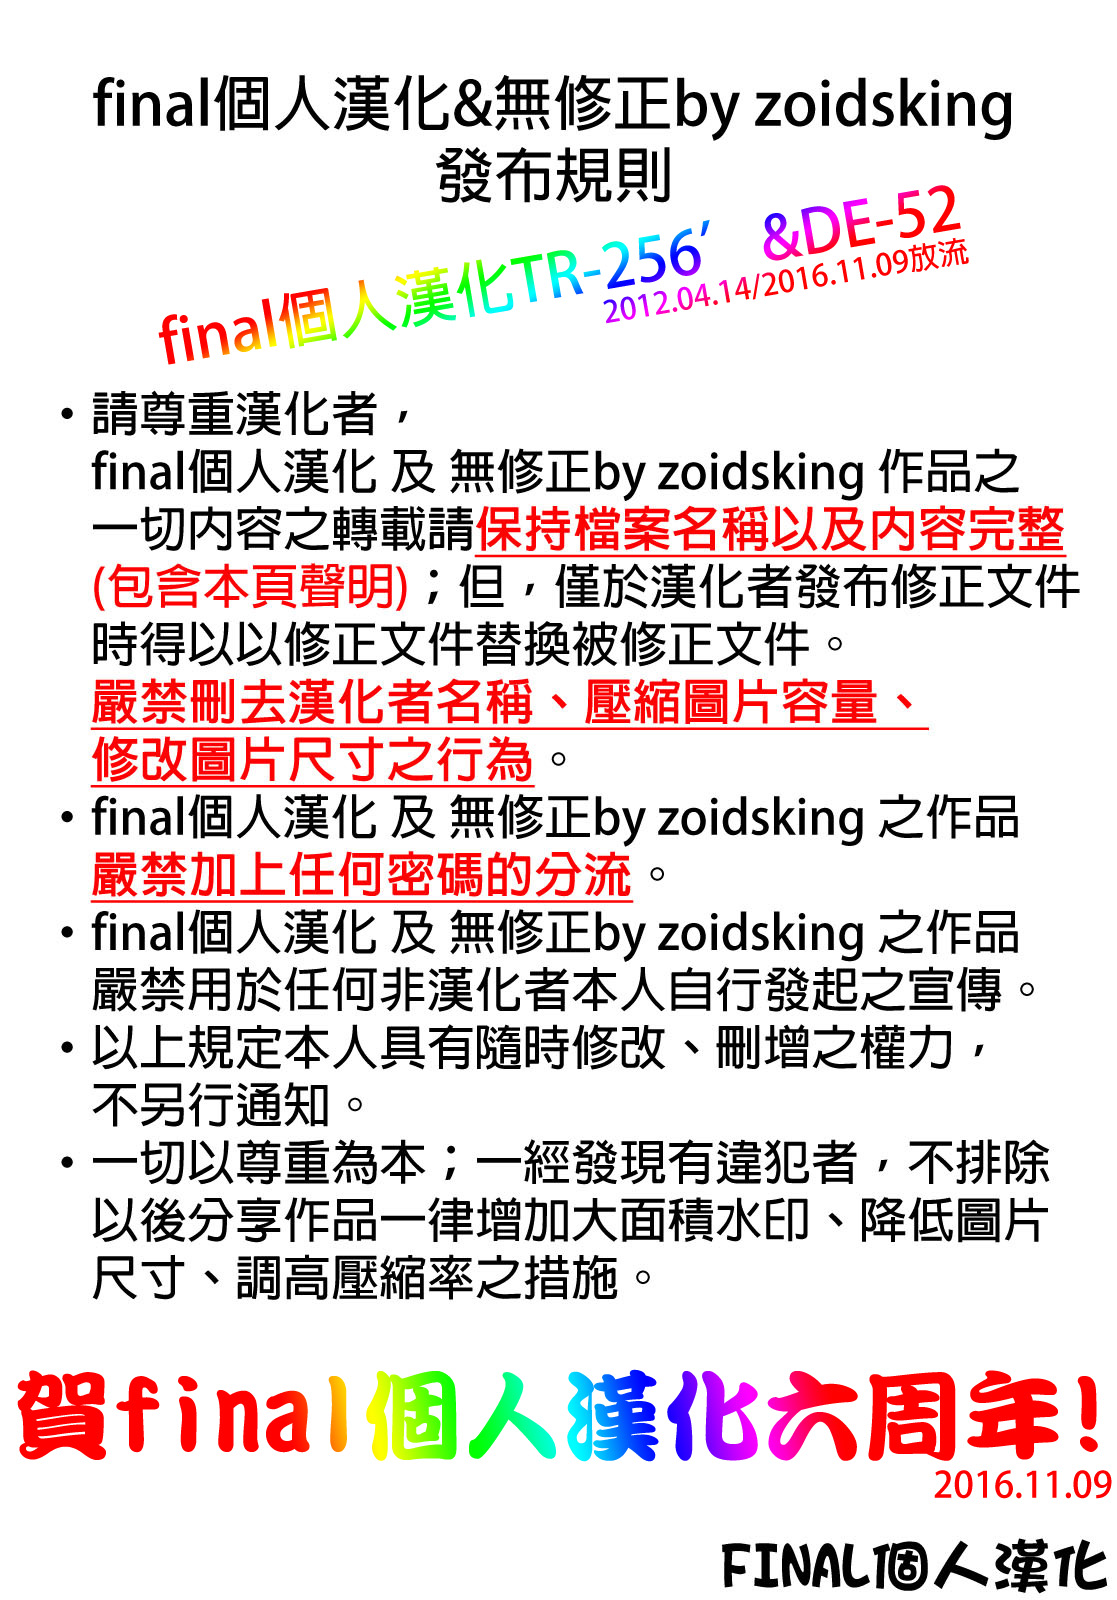 final個人漢化&無修正by zoidsking
發布規則
final個人漢化TR-256′ &DE-52
2012.04.14/2016.11.09放流
・請尊重漢化者，
final個人漢化 及 無修正by zoidsking 作品之
一切内容之轉載請保持檔案名稱以及内容完整
(包含本頁聲明)；但，僅於漢化者發布修正文件
時得以以修正文件替換被修正文件。
嚴禁刪去漢化者名稱、壓縮圖片容量、
修改圖片尺寸之行為。
・final個人漢化 及 無修正by zoidsking 之作品
嚴禁加上任何密碼的分流。
・final個人漢化 及 無修正by zoidsking 之作品
嚴禁用於任何非漢化者本人自行發起之宣傳。
・以上規定本人具有隨時修改、刪增之權力，
不另行通知。
・一切以尊重為本；一經發現有違犯者，不排除
以後分享作品一律增加大面積水印、降低圖片
尺寸、調高壓縮率之措施。
賀final個人漢化六周年!
2016.11.09
FINAL個人漢化